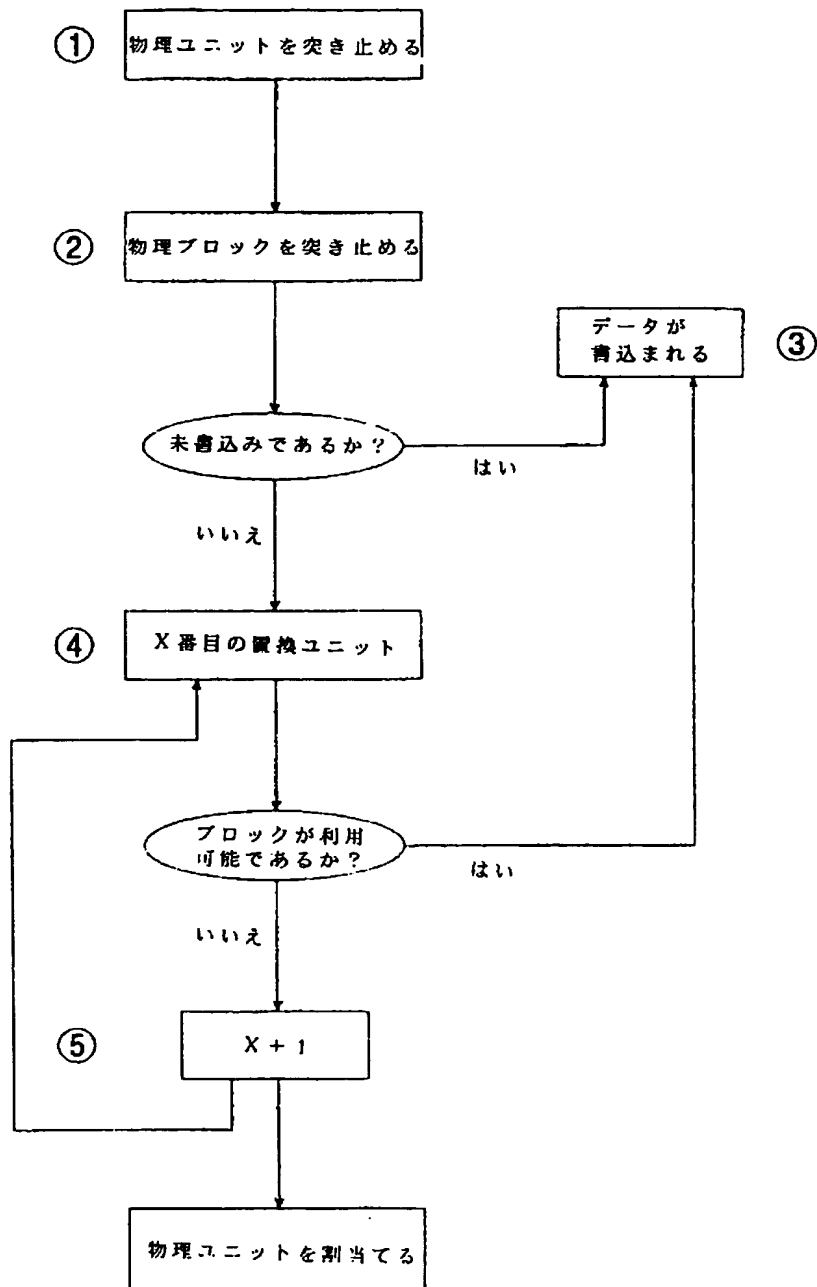 ①
物理ユニットを突き止める
②
物理ブロックを突き止める
データが
書込まれる
③
未書込みであるか?
はい
いいえ
④
X番目の置換ユニット
ブロックが利用
可能であるか?
はい
いいえ
⑤
X + 1
物理ユニットを割当てる